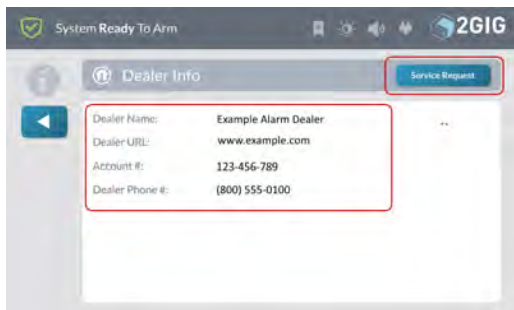 System Ready To Arm
2GIG
Dealer Info
Service Request
Dealer Name: Example Alarm Dealer
Dealer URL: www.example.com
Account #: 123-456-789
Dealer Phone #: (800) 555-0100
..